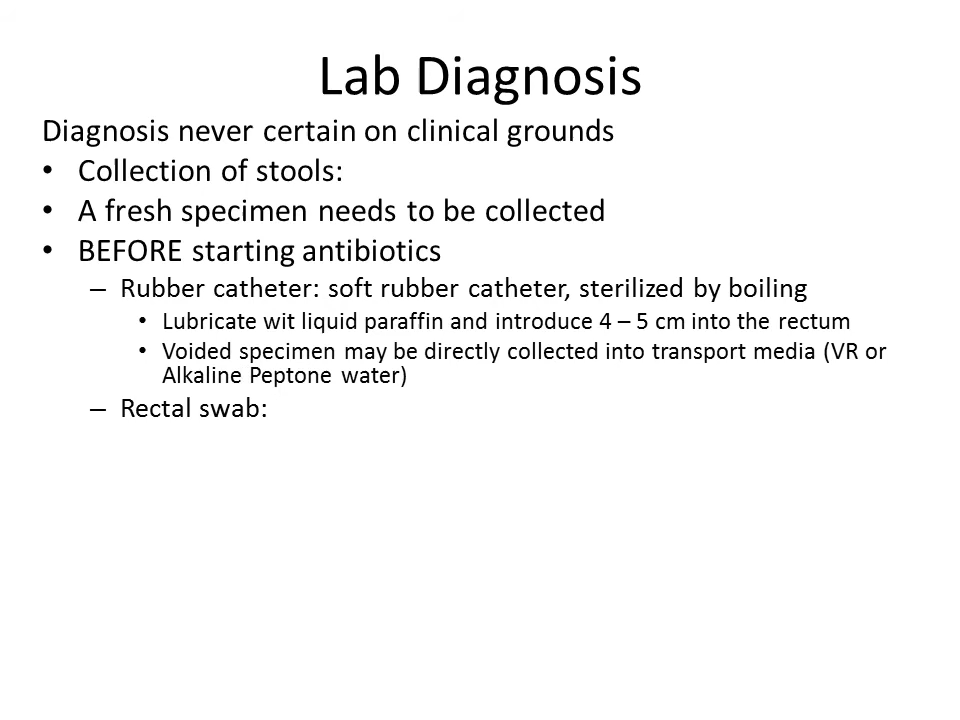 Lab Diagnosis
Diagnosis never certain on clinical grounds
• Collection of stools:
• A fresh specimen needs to be collected
• BEFORE starting antibiotics
– Rubber catheter: soft rubber catheter, sterilized by boiling
• Lubricate wit liquid paraffin and introduce 4 – 5 cm into the rectum
• Voided specimen may be directly collected into transport media (VR or
Alkaline Peptone water)
– Rectal swab: